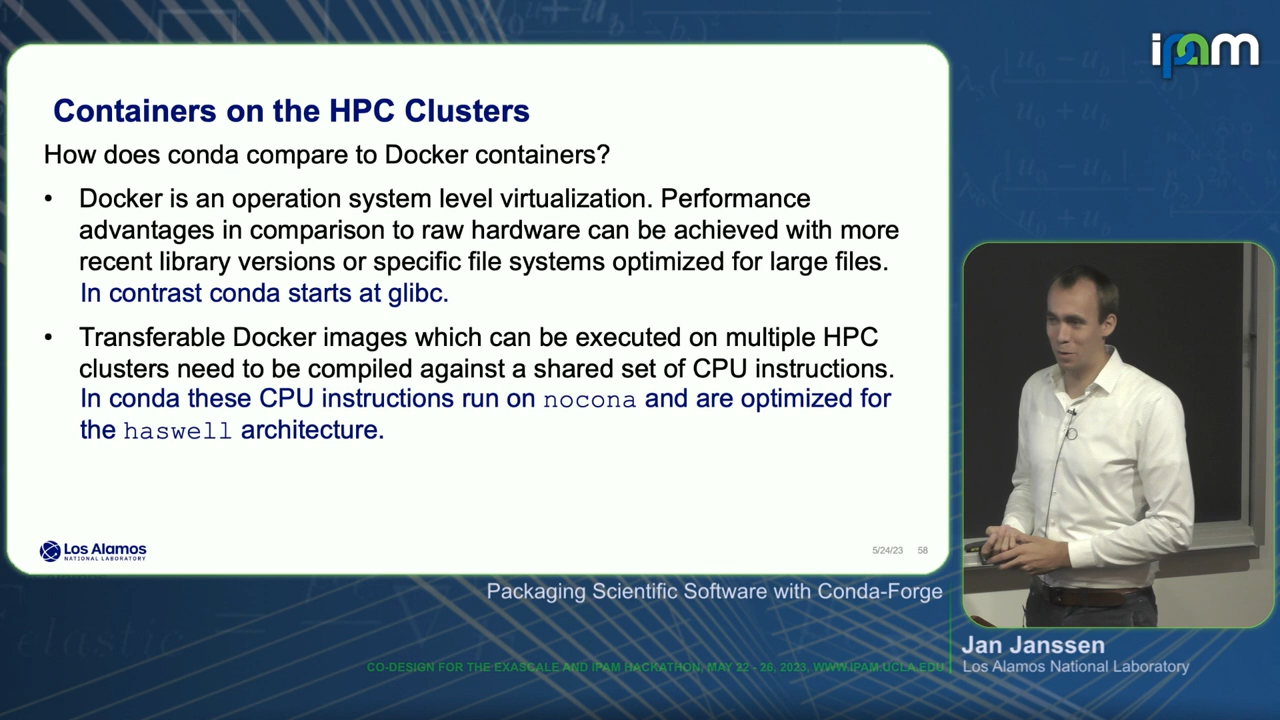 ipam
Containers on the HPC Clusters
How does conda compare to Docker containers?
• Docker is an operation system level virtualization. Performance
advantages in comparison to raw hardware can be achieved with more
recent library versions or specific file systems optimized for large files.
In contrast conda starts at glibc.
• Transferable Docker images which can be executed on multiple HPC
clusters need to be compiled against a shared set of CPU instructions.
In conda these CPU instructions run on nocona and are optimized for
the haswell architecture.
Los Alamos
NATIONAL LABORATORY
5/24/23 58
Packaging Scientific Software with Conda-Forge
Jan Janssen
Los Alamos National Laboratory
CO-DESIGN FOR THE EXASCALE AND IPAM HACKATHON, MAY 22 - 26, 2023, WWW.IPAM.UCLA.EDU
elastic